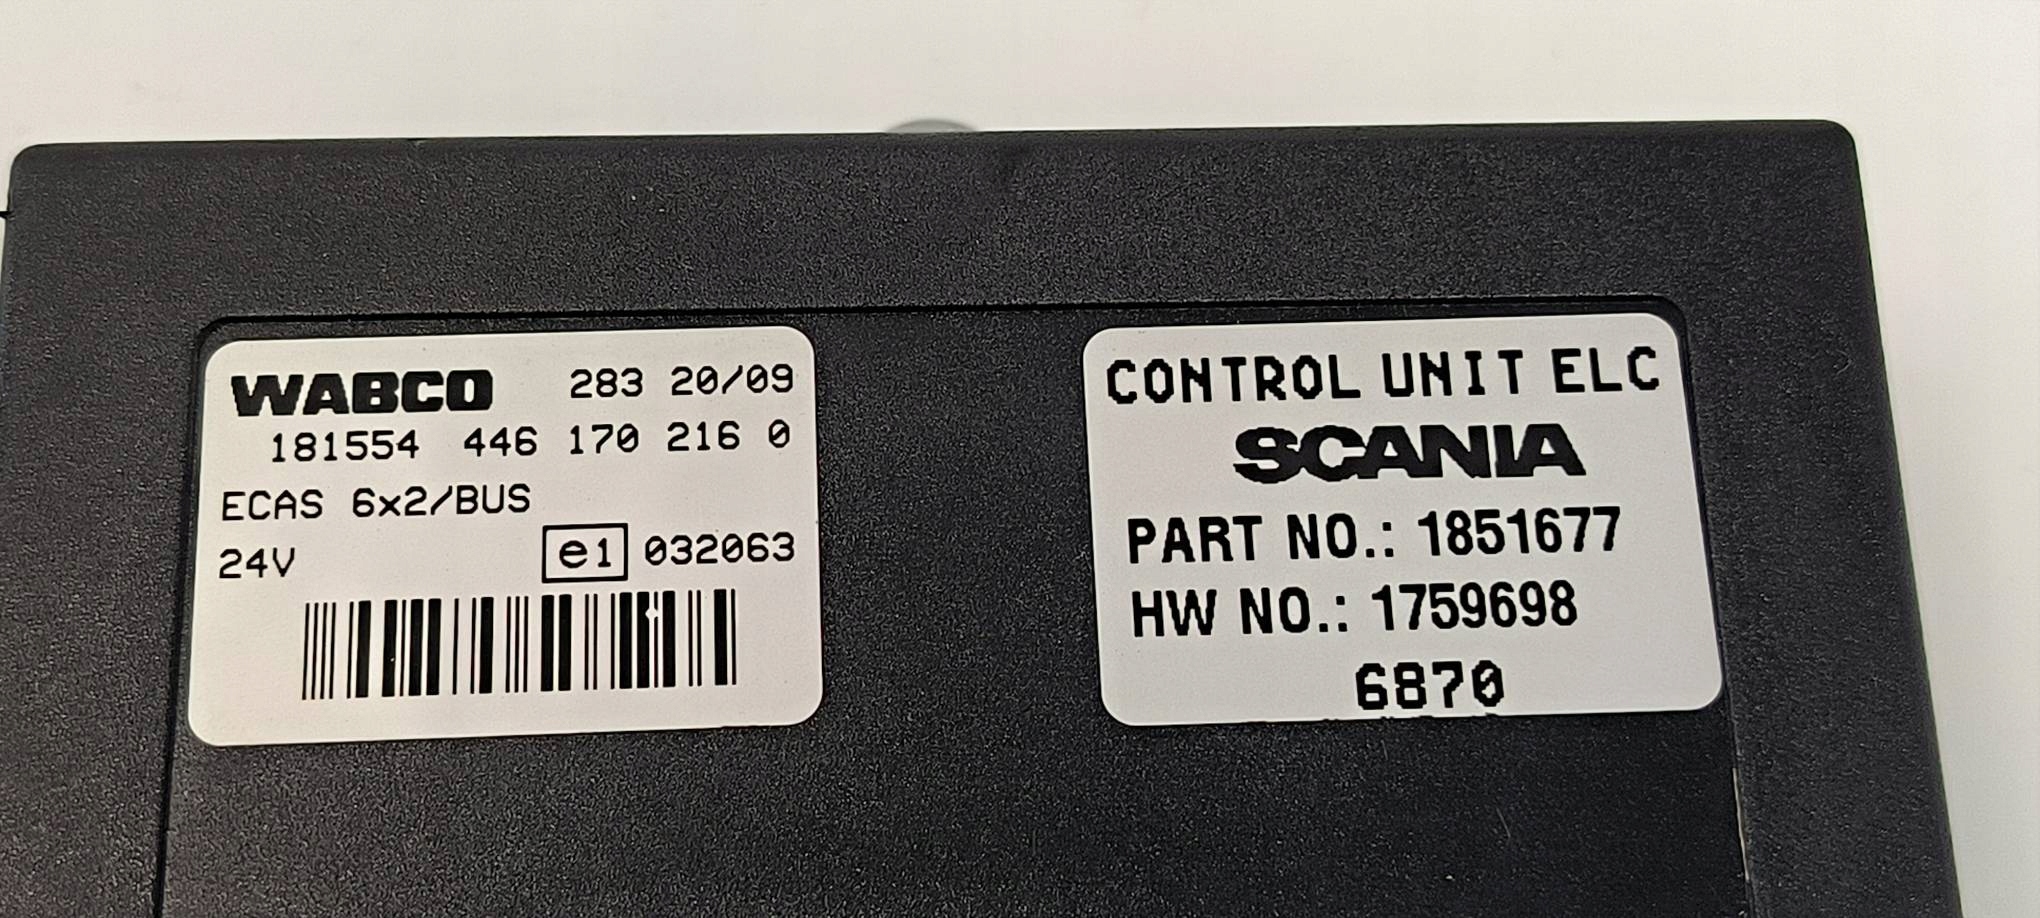 WABCO 283 20/09
181554 446 170 216 0
ECAS 6x2/BUS
24V e1 032063
CONTROL UNIT ELC
SCANIA
PART NO.: 1851677
HW NO.: 1759698
6870